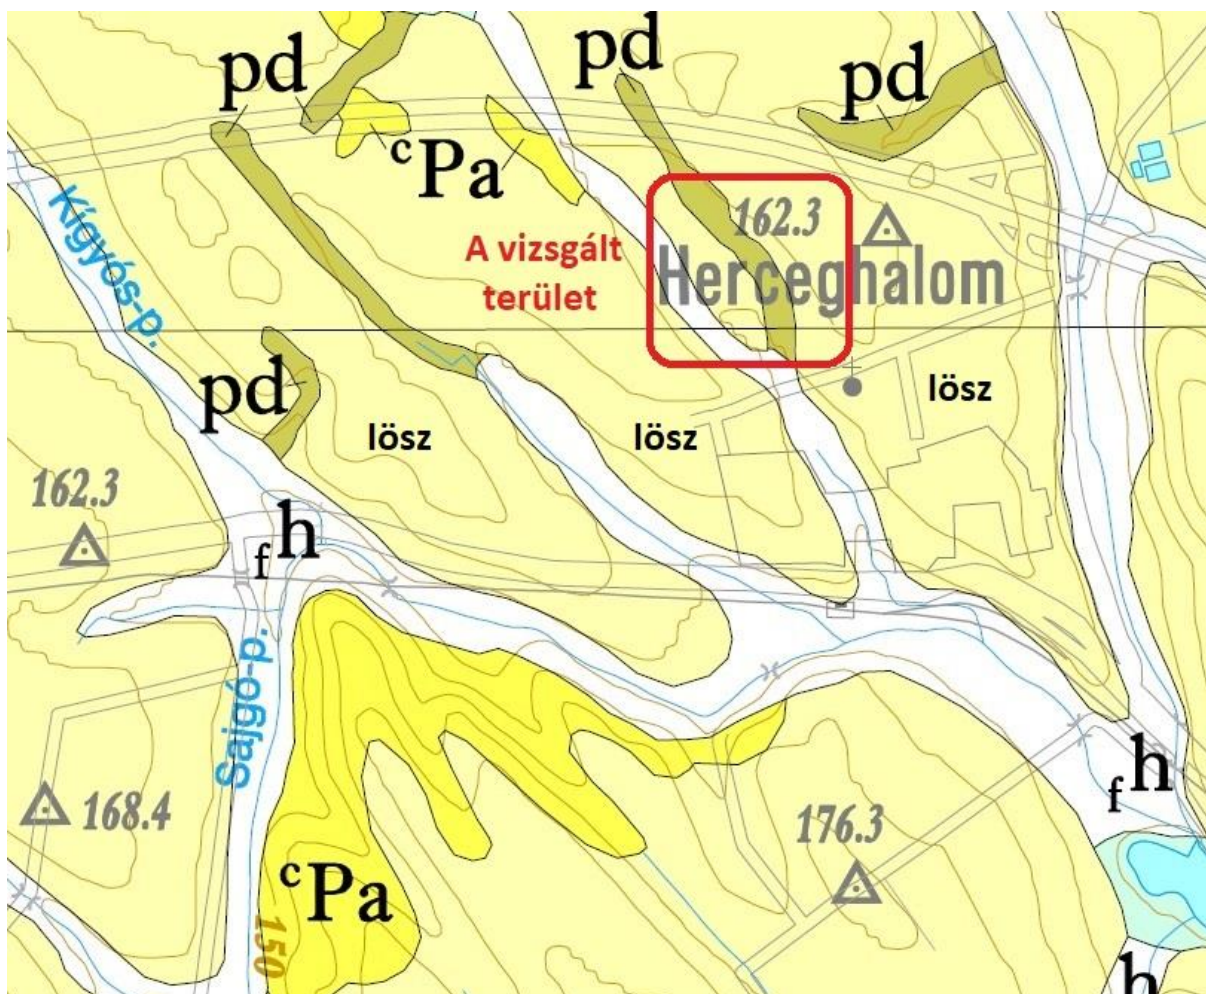 pd
pd
pd
cPa
Kígyós-p.
A vizsgált
terület
162.3
Herceghalom
pd
lösz
lösz
lösz
162.3
fh
Sajgó-p.
168.4
176.3
fh
cPa
150
h